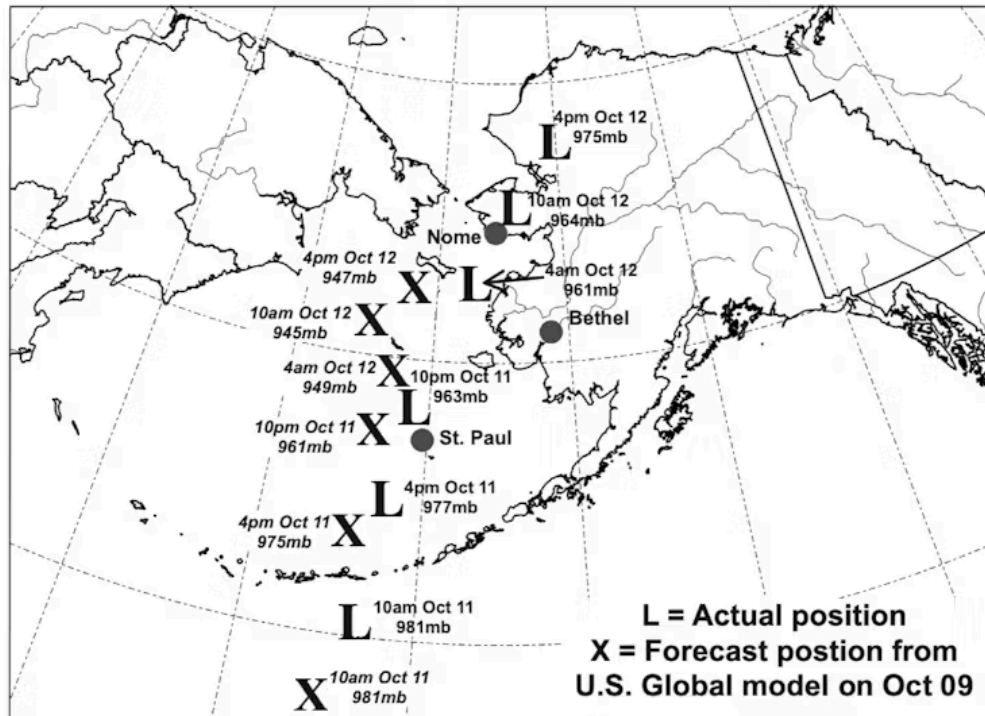 4pm Oct 12
L 975mb
L 10am Oct 12
964mb
Nome
4pm Oct 12
947mb
X
L
4am Oct 12
961mb
10am Oct 12
945mb
X
Bethel
4am Oct 12
949mb
X
10pm Oct 11
963mb
L
10pm Oct 11
961mb
X
St. Paul
L 4pm Oct 11
977mb
4pm Oct 11
975mb
X
L 10am Oct 11
981mb
X 10am Oct 11
981mb
L = Actual position
X = Forecast postion from
U.S. Global model on Oct 09